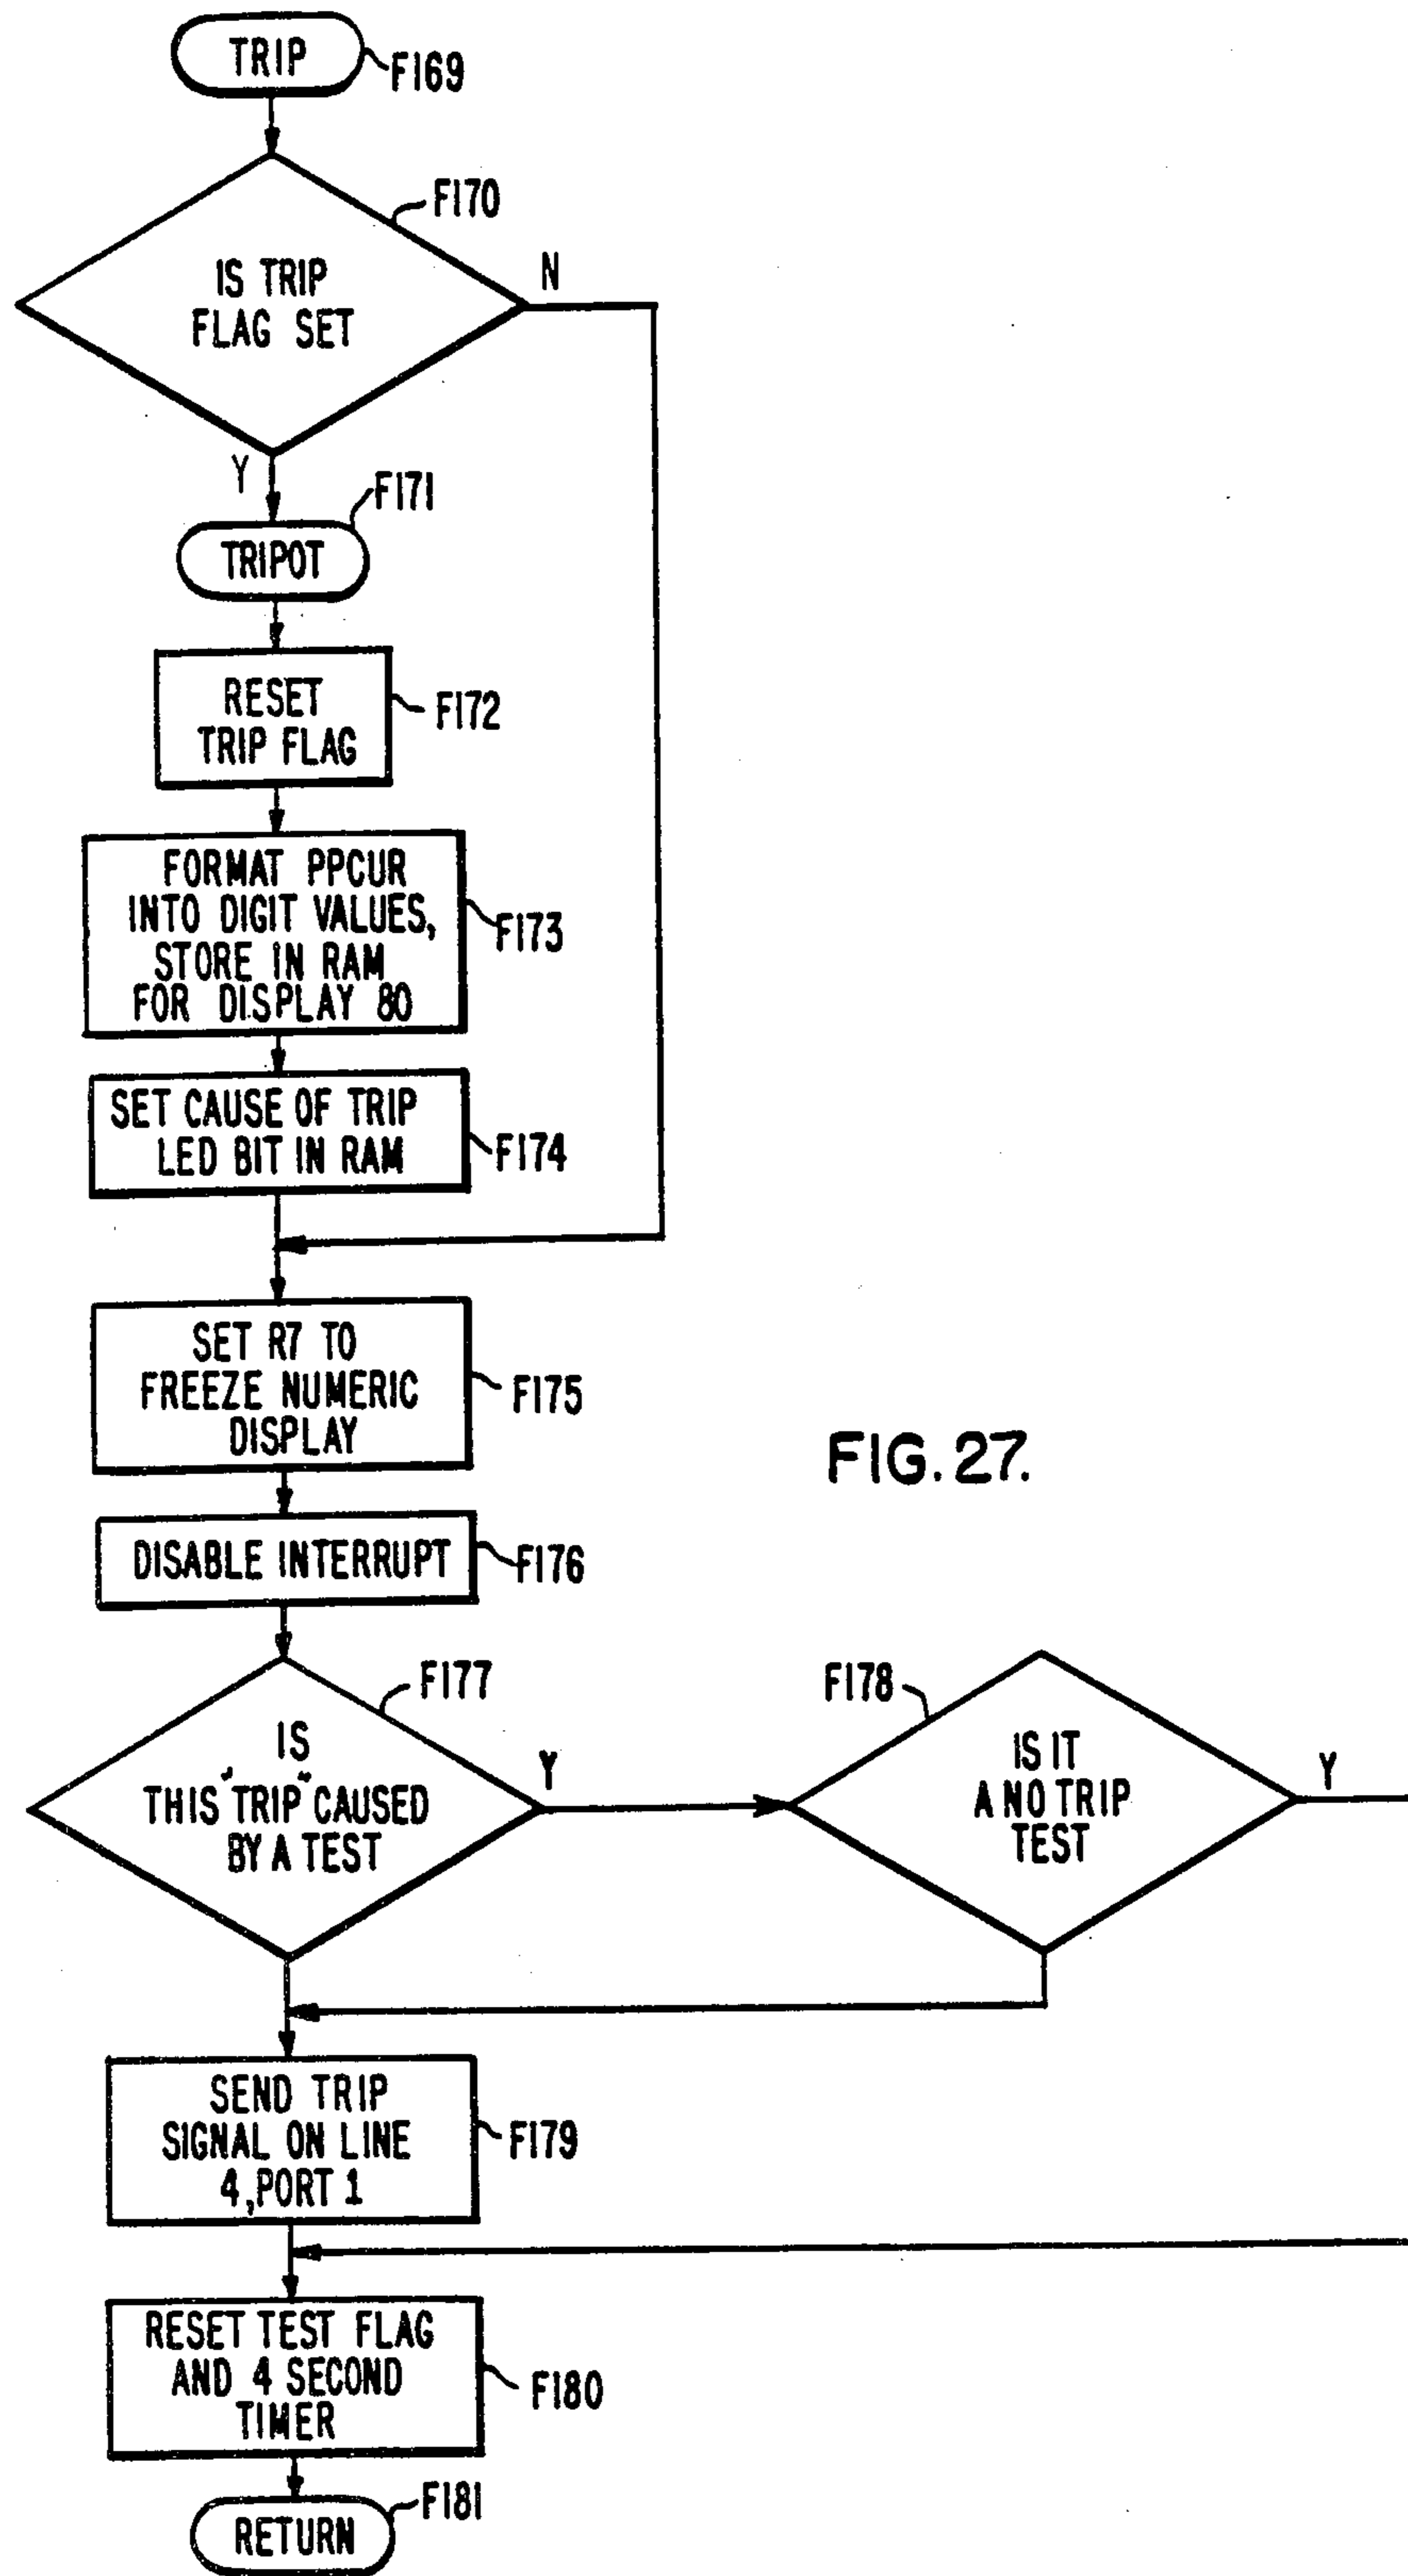 TRIP
F169
F170
IS TRIP
FLAG SET
N
Y
F171
TRIPOT
RESET
TRIP FLAG
F172
FORMAT PPCUR
INTO DIGIT VALUES,
STORE IN RAM
FOR DISPLAY 80
F173
SET CAUSE OF TRIP
LED BIT IN RAM
F174
SET R7 TO
FREEZE NUMERIC
DISPLAY
F175
FIG. 27.
DISABLE INTERRUPT
F176
F177
IS
THIS "TRIP" CAUSED
BY A TEST
Y
F178
IS IT
A NO TRIP
TEST
Y
SEND TRIP
SIGNAL ON LINE
4, PORT 1
F179
RESET TEST FLAG
AND 4 SECOND
TIMER
F180
F181
RETURN